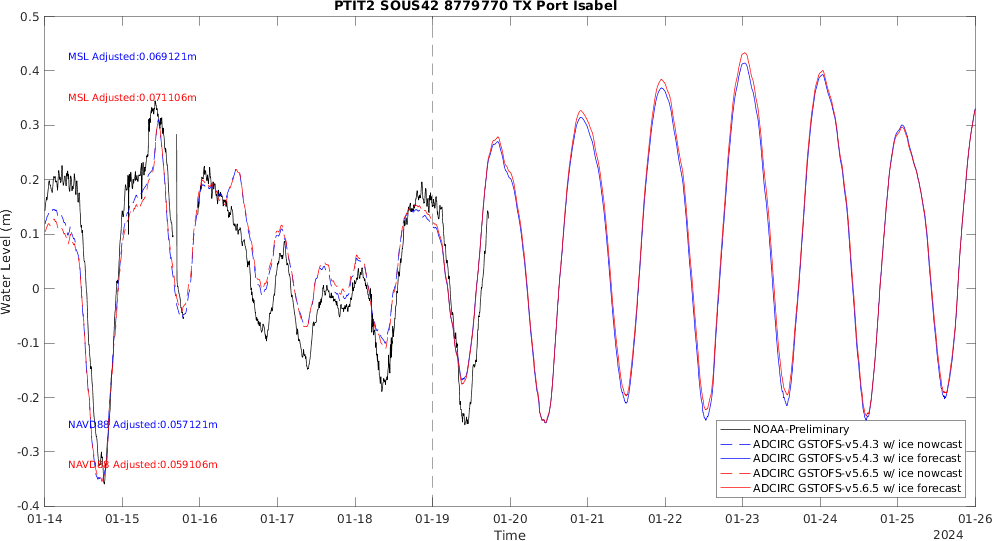 PTIT2 SOUS42 8779770 TX Port Isabel
0.5
0.4
0.3
0.2
0.1
0
-0.1
-0.2
-0.3
-0.4
Water Level (m)
MSL Adjusted:0.069121m
MSL Adjusted:0.071106m
NAVD88 Adjusted:0.057121m
NAVD88 Adjusted:0.059106m
NOAA-Preliminary
ADCIRC GSTOFS-v5.4.3 w/ ice nowcast
ADCIRC GSTOFS-v5.4.3 w/ ice forecast
ADCIRC GSTOFS-v5.6.5 w/ ice nowcast
ADCIRC GSTOFS-v5.6.5 w/ ice forecast
01-14 01-15 01-16 01-17 01-18 01-19 01-20 01-21 01-22 01-23 01-24 01-25 01-26
Time
2024